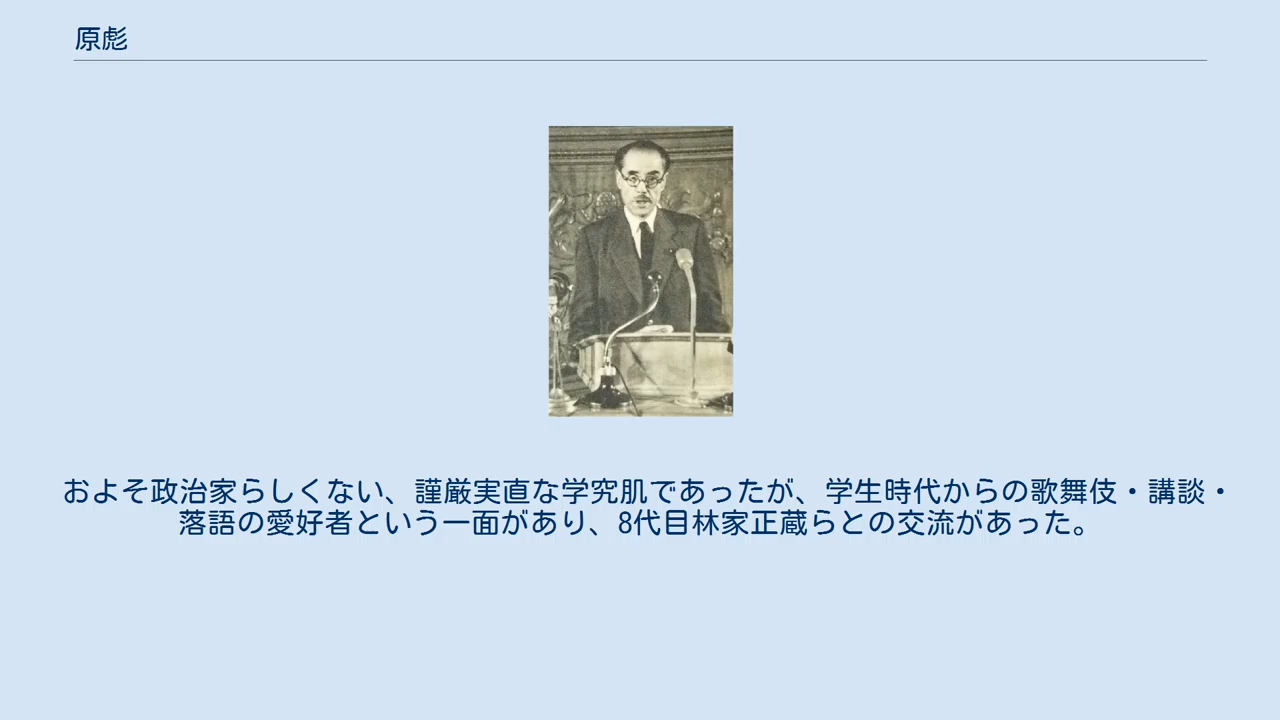 原彪
およそ政治家らしくない、謹厳実直な学究肌であったが、学生時代からの歌舞伎・講談・
落語の愛好者という一面があり、8代目林家正蔵らとの交流があった。